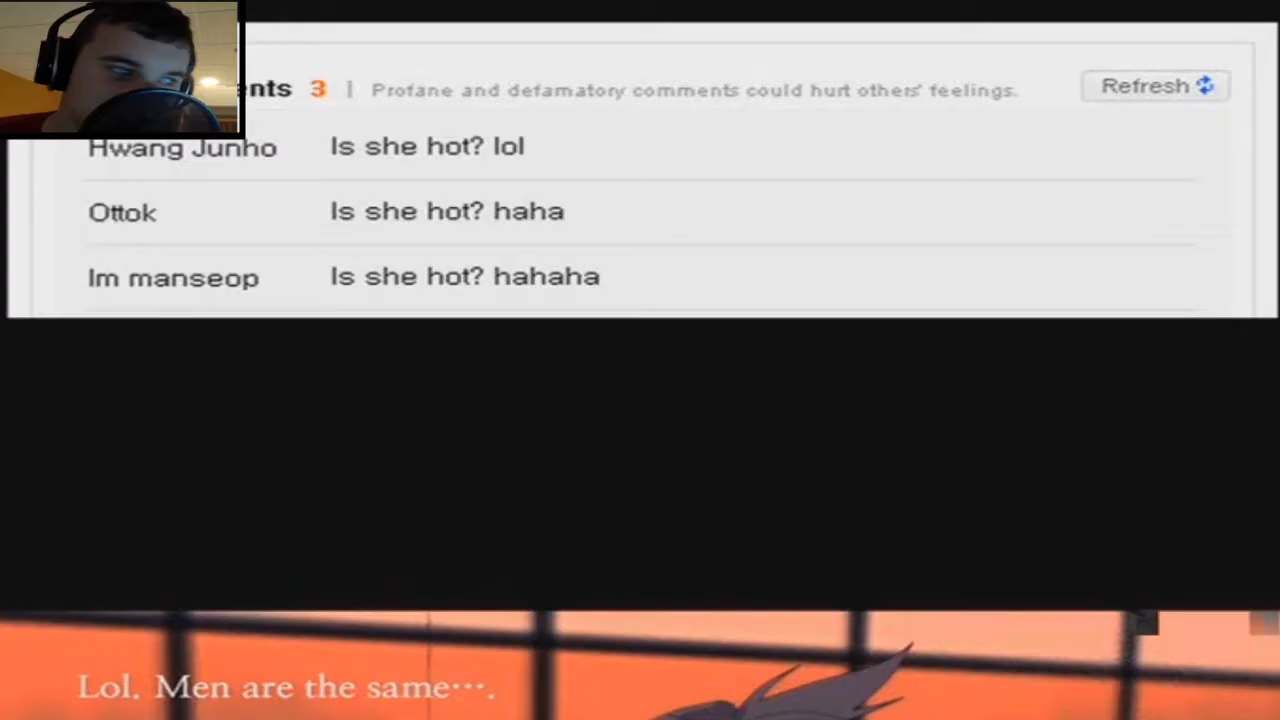 ents 3 | Profane and defamatory comments could hurt others' feelings. Refresh
Hwang Junho Is she hot? lol
Ottok Is she hot? haha
Im manseop Is she hot? hahaha
Lol. Men are the same….